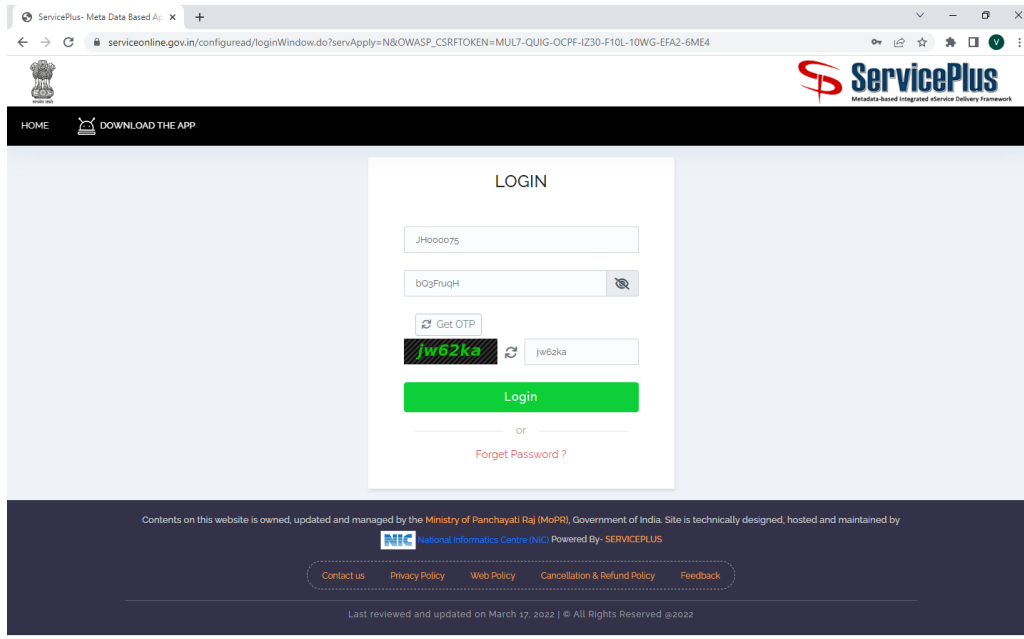 ServicePlus- Meta Data Based Ap
serviceonline.gov.in/configuread/loginWindow.do?servApply=N&OWASP_CSRFTOKEN=MUL7-QUIG-OCPF-IZ30-F10L-10WG-EFA2-6ME4
V
ServicePlus
Metadata-based Integrated eService Delivery Framework
HOME DOWNLOAD THE APP
LOGIN
JH000075
bQ3FruqH
Get OTP
jw62ka jw62ka
Login
or
Forget Password ?
Contents on this website is owned, updated and managed by the Ministry of Panchayati Raj (MoPR), Government of India. Site is technically designed, hosted and maintained by
NIC National Informatics Centre (NIC) Powered By- SERVICEPLUS
Contact us Privacy Policy Web Policy Cancellation & Refund Policy Feedback
Last reviewed and updated on March 17, 2022 | © All Rights Reserved @2022